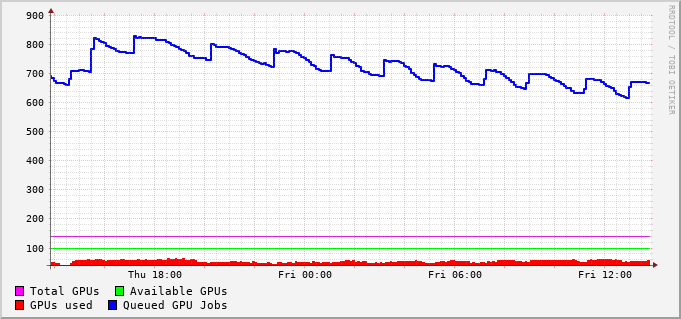 900
800
700
600
500
400
300
200
100
Thu 18:00 Fri 00:00 Fri 06:00 Fri 12:00
Total GPUs Available GPUs
GPUs used Queued GPU Jobs
RRDTOOL / TOBI OETIKER